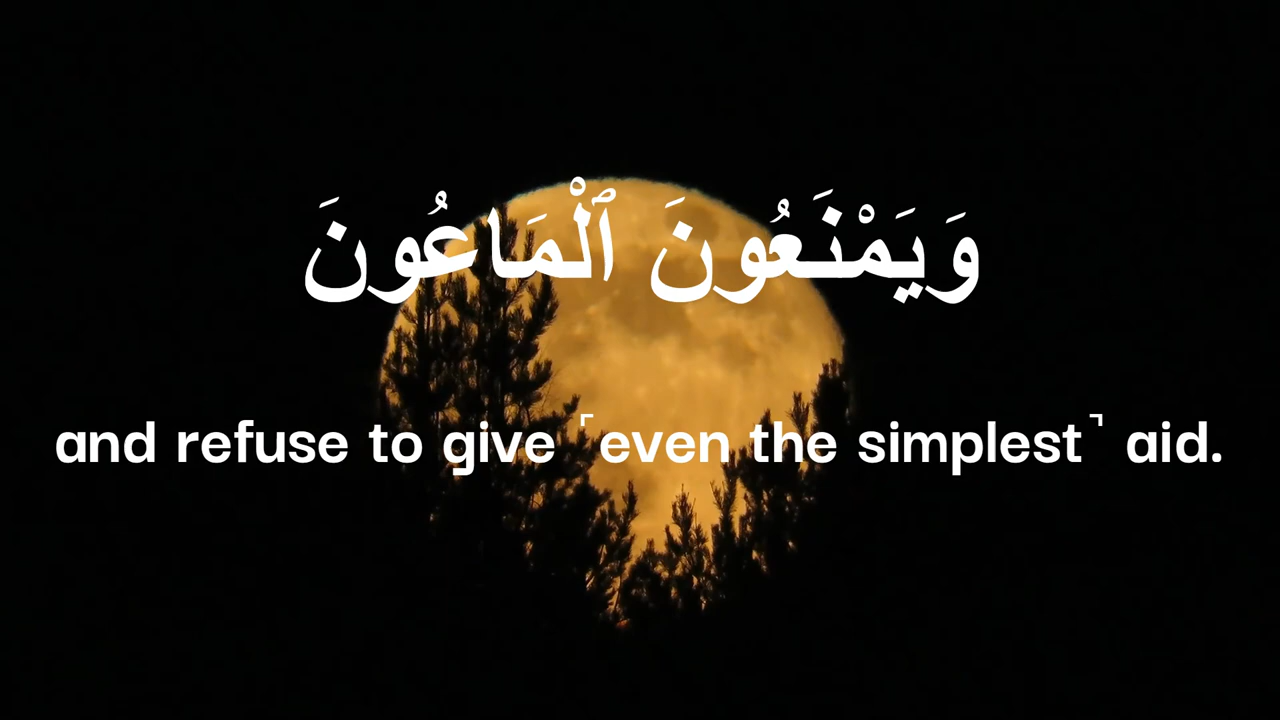 وَيَمْنَعُونَ ٱلْمَاعُونَ
and refuse to give ˹even the simplest˺ aid.